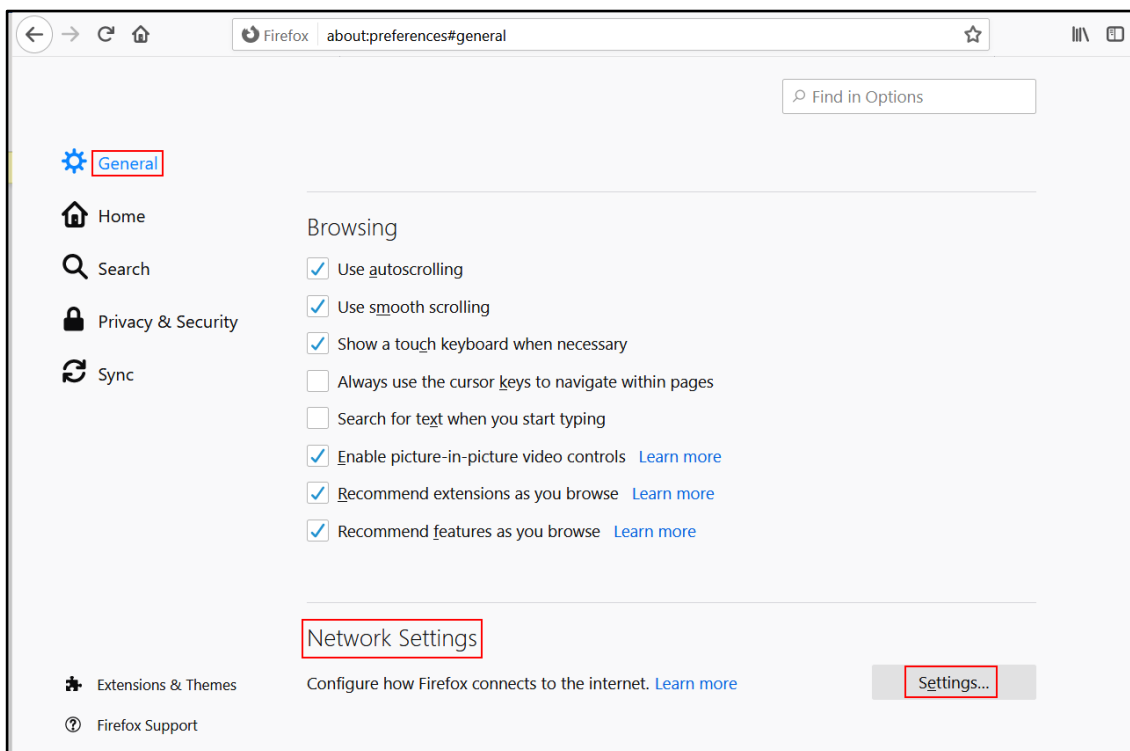 Firefox about:preferences#general
Find in Options
General
Home
Search
Privacy & Security
Sync
Browsing
Use autoscrolling
Use smooth scrolling
Show a touch keyboard when necessary
Always use the cursor keys to navigate within pages
Search for text when you start typing
Enable picture-in-picture video controls Learn more
Recommend extensions as you browse Learn more
Recommend features as you browse Learn more
Network Settings
Configure how Firefox connects to the internet. Learn more
Settings...
Extensions & Themes
Firefox Support